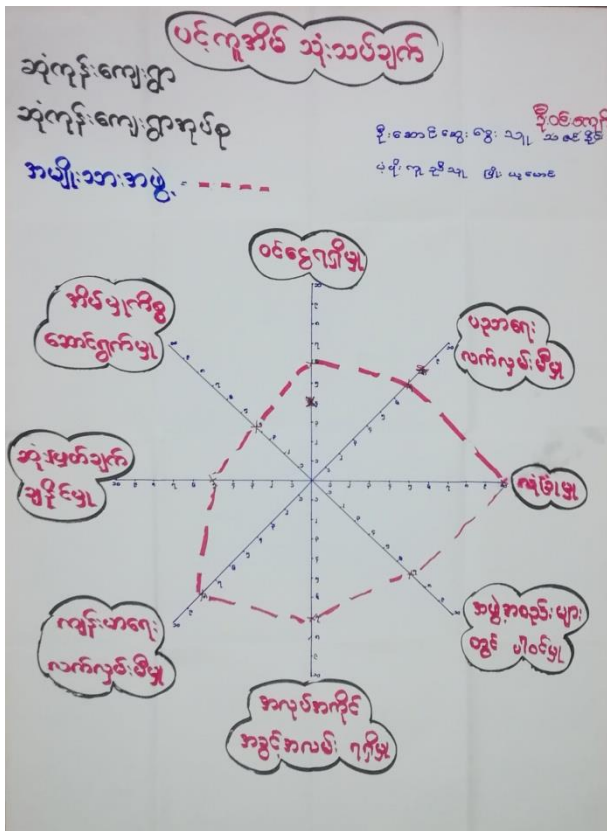 ပင့်ကူအိမ် သုံးသပ်ချက်
ဆုံကုန်းကျေးရွာ
ဆုံကုန်းကျေးရွာအုပ်စု
အမျိုးသားအဖွဲ့ -
ဝင်ငွေရရှိမှု
အိမ်မှုကိစ္စ
ဆောင်ရွက်မှု
ပညာရေး
လက်လှမ်းမီမှု
ဆုံးဖြတ်ချက်
ချနိုင်မှု
လုံခြုံမှု
ကျန်းမာရေး
လက်လှမ်းမီမှု
အဖွဲ့အစည်းများ
တွင် ပါဝင်မှု
အလုပ်အကိုင်
အခွင့်အလမ်း ရရှိမှု